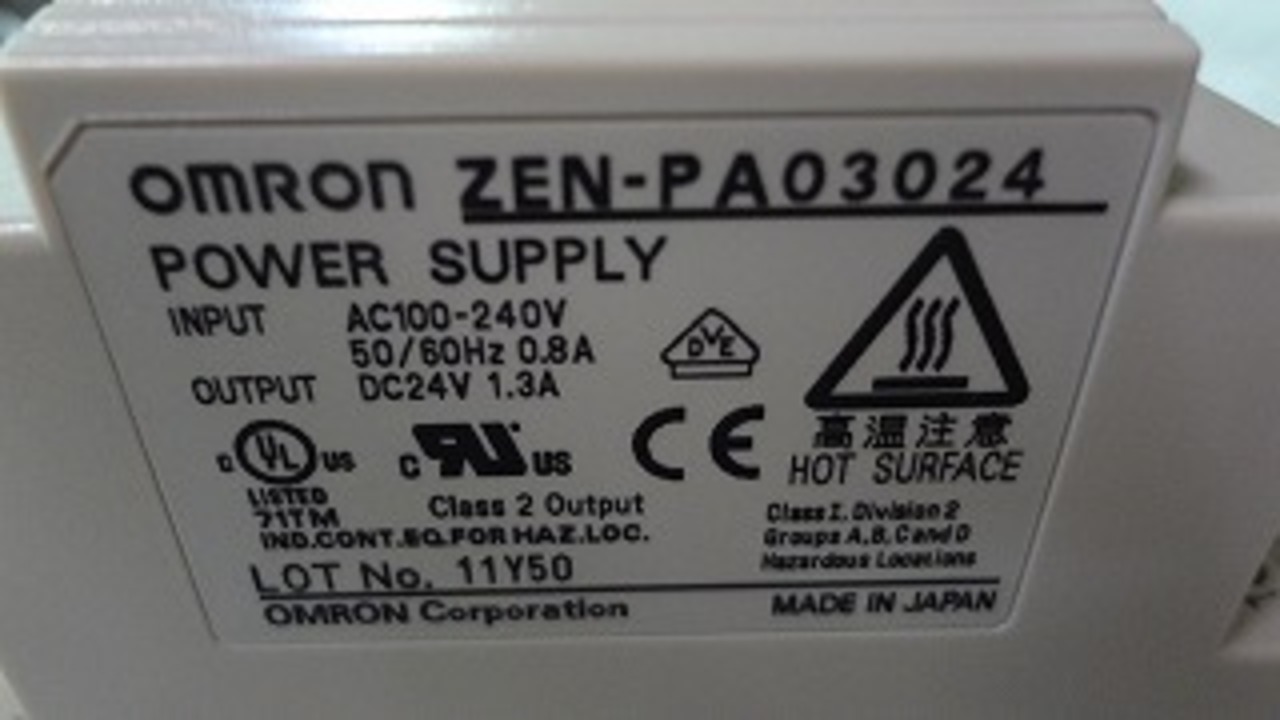 OMRON ZEN-PA03024
POWER SUPPLY
INPUT AC100-240V
50/60Hz 0.8A
OUTPUT DC24V 1.3A
DVE
高温注意
HOT SURFACE
C UL US
LISTED
71TM
C RU US
CE
Class 2 Output
IND.CONT.EQ.FOR HAZ.LOC.
Class I, Division 2
Groups A,B,C and D
Hazardous Locations
LOT No. 11Y50
OMRON Corporation
MADE IN JAPAN